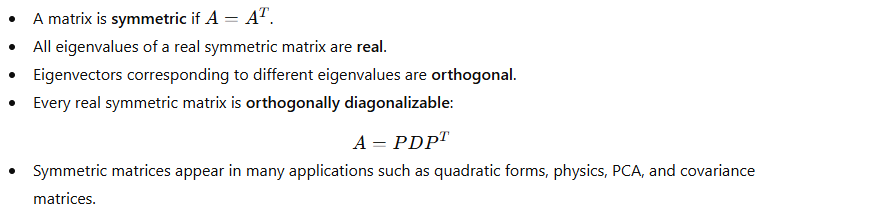 • A matrix is symmetric if A = Aᵀ.
• All eigenvalues of a real symmetric matrix are real.
• Eigenvectors corresponding to different eigenvalues are orthogonal.
• Every real symmetric matrix is orthogonally diagonalizable:
A = PDPᵀ
• Symmetric matrices appear in many applications such as quadratic forms, physics, PCA, and covariance
matrices.